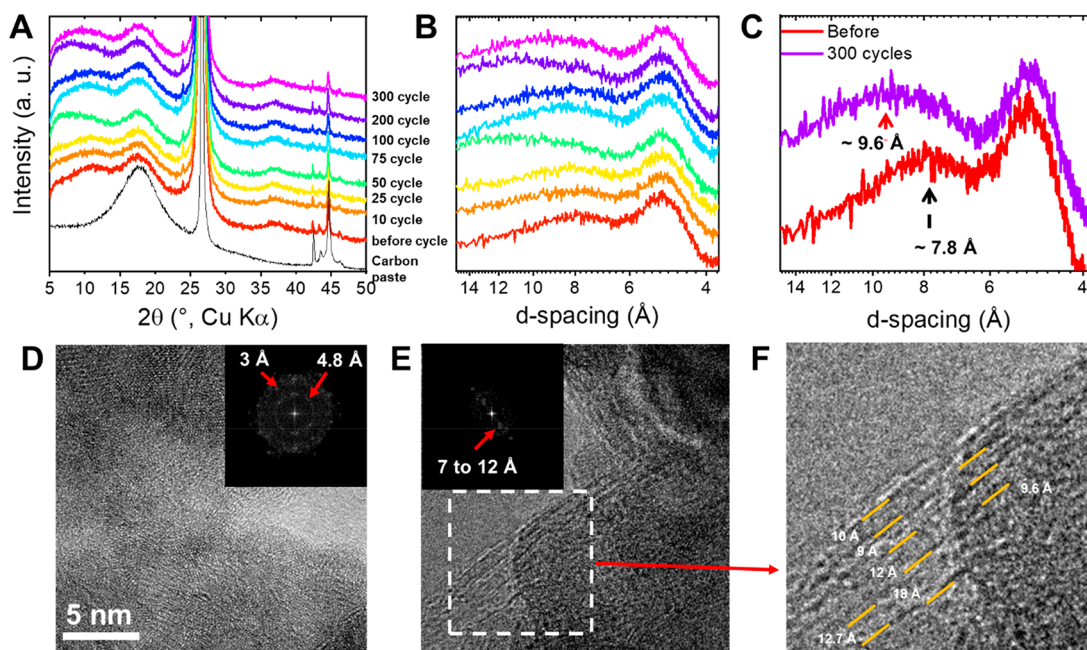 A
Intensity (a. u.)
300 cycle
200 cycle
100 cycle
75 cycle
50 cycle
25 cycle
10 cycle
before cycle
Carbon
paste
5 10 15 20 25 30 35 40 45 50
2θ (°, Cu Kα)
B
14 12 10 8 6 4
d-spacing (Å)
C
Before
300 cycles
~ 9.6 Å
~ 7.8 Å
14 12 10 8 6 4
d-spacing (Å)
D
3 Å
4.8 Å
5 nm
E
7 to 12 Å
F
9.6 Å
10 Å
9 Å
12 Å
18 Å
12.7 Å